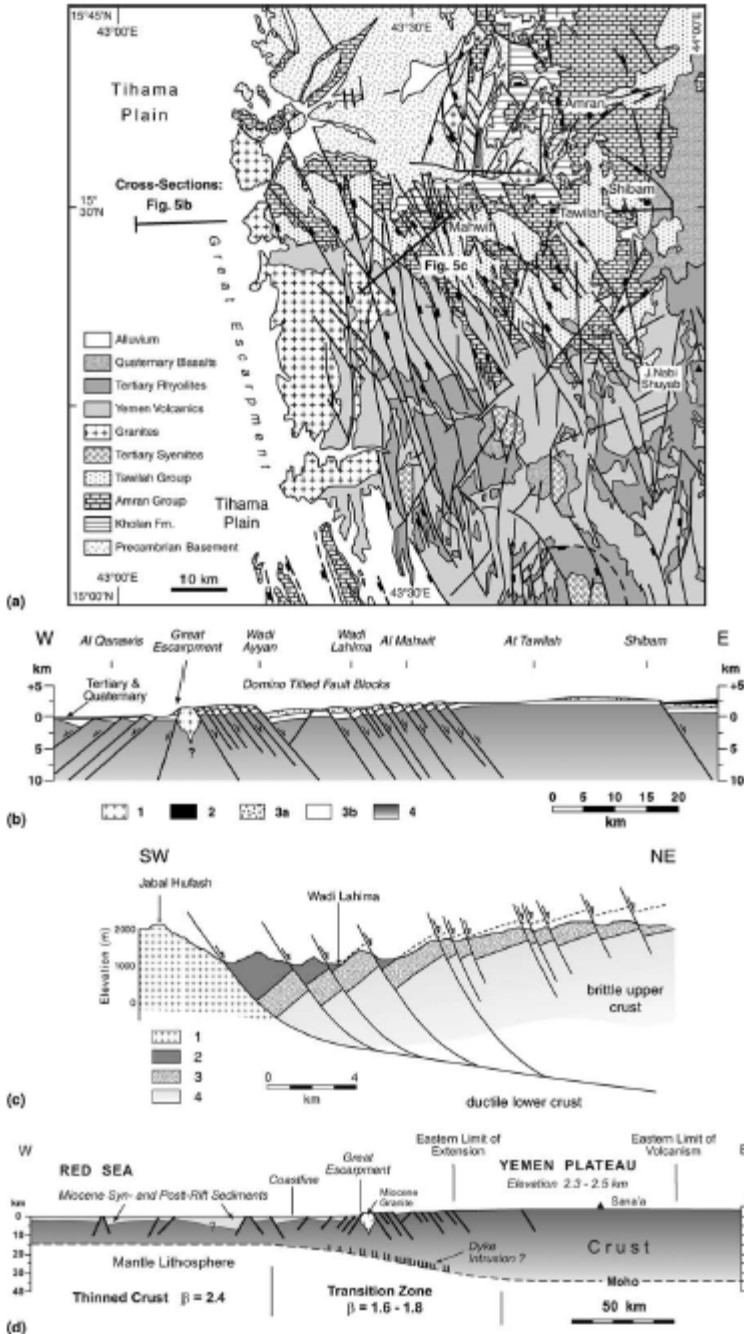 15°45'N
43°00'E
43°30'E
44°00'E
Tihama
Plain
Amran
Cross-Sections:
Fig. 5b
15°
30'N
Shibam
Tawilah
Mahwit
Fig. 5c
Great Escarpment
J.Nabi
Shuyab
Alluvium
Quaternary Basalts
Tertiary Rhyolites
Yemen Volcanics
Granites
Tertiary Syenites
Tawilah Group
Amran Group
Kholan Fm.
Precambrian Basement
Tihama
Plain
43°00'E
10 km
15°00'N
43°30'E
(a)
W
E
Al Qanawis
Great
Escarpment
Wadi
Ayyan
Wadi
Lahima
Al Mahwit
At Tawilah
Shibam
km
+5
0
5
10
Tertiary &
Quaternary
Domino Tilted Fault Blocks
?
km
+5
0
5
10
1 2 3a 3b 4
0 5 10 15 20
km
(b)
SW
NE
Jabal Hufash
Wadi Lahima
Elevation (m)
2000
1000
0
brittle upper
crust
1
2
3
4
0 4
km
ductile lower crust
(c)
W
E
RED SEA
Miocene Syn- and Post-Rift Sediments
Coastline
Great
Escarpment
Miocene
Granite
Eastern Limit of
Extension
YEMEN PLATEAU
Elevation 2.3 - 2.5 km
Eastern Limit of
Volcanism
Sana'a
km
0
10
20
30
40
?
Mantle Lithosphere
Dyke
Intrusion ?
Crust
Moho
Thinned Crust β = 2.4
Transition Zone
β = 1.6 - 1.8
50 km
(d)